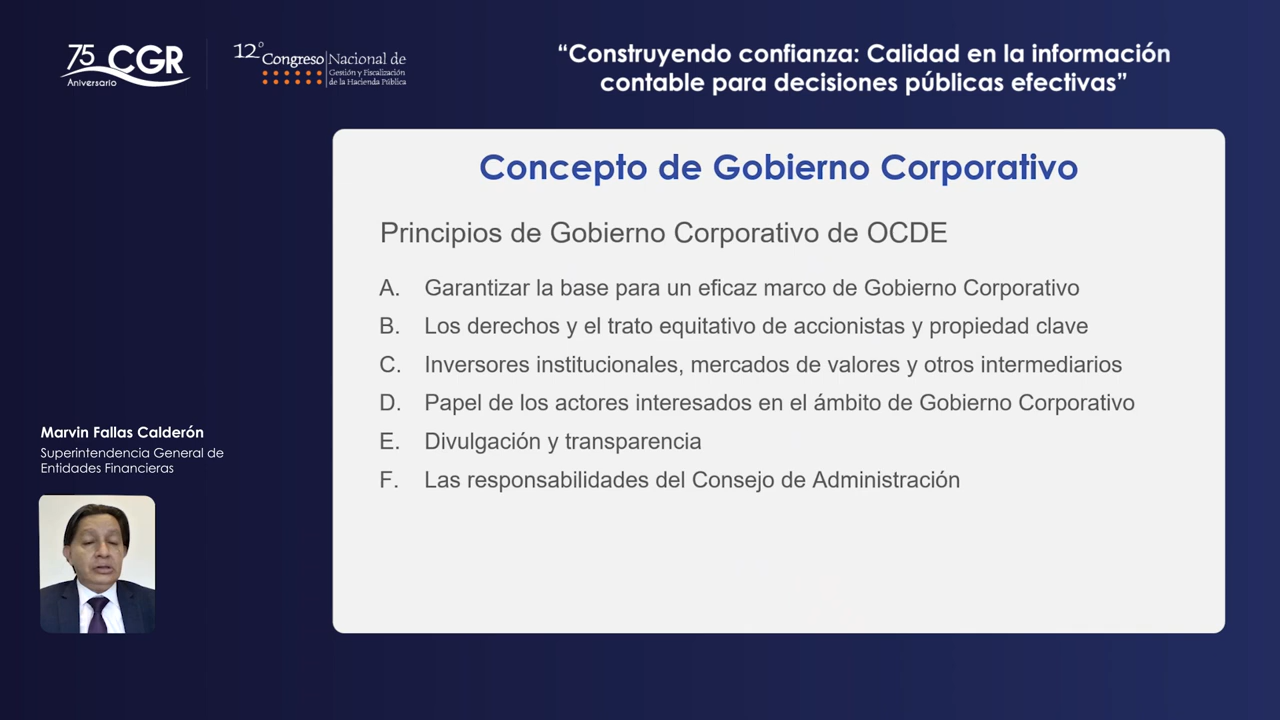 75 CGR
Aniversario
12° Congreso Nacional de
Gestión y Fiscalización
de la Hacienda Pública
“Construyendo confianza: Calidad en la información
contable para decisiones públicas efectivas”
Concepto de Gobierno Corporativo
Principios de Gobierno Corporativo de OCDE
A. Garantizar la base para un eficaz marco de Gobierno Corporativo
B. Los derechos y el trato equitativo de accionistas y propiedad clave
C. Inversores institucionales, mercados de valores y otros intermediarios
D. Papel de los actores interesados en el ámbito de Gobierno Corporativo
E. Divulgación y transparencia
F. Las responsabilidades del Consejo de Administración
Marvin Fallas Calderón
Superintendencia General de
Entidades Financieras